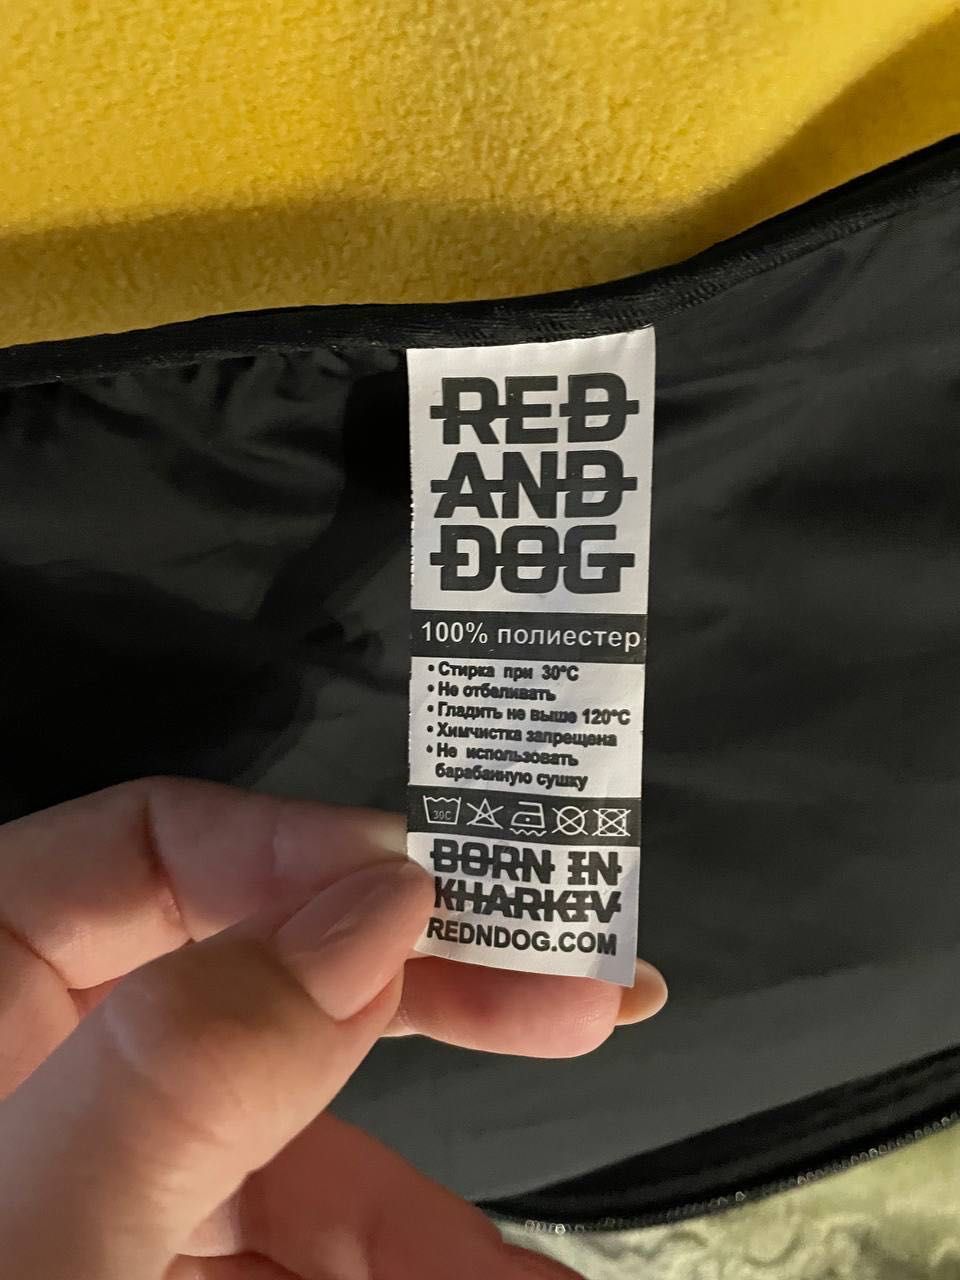 RED
AND
DOG
100% полиестер
• Стирка при 30°C
• Не отбеливать
• Гладить не выше 120°C
• Химчистка запрещена
• Не использовать
барабанную сушку
30C
BORN IN
KHARKIV
REDNDOG.COM